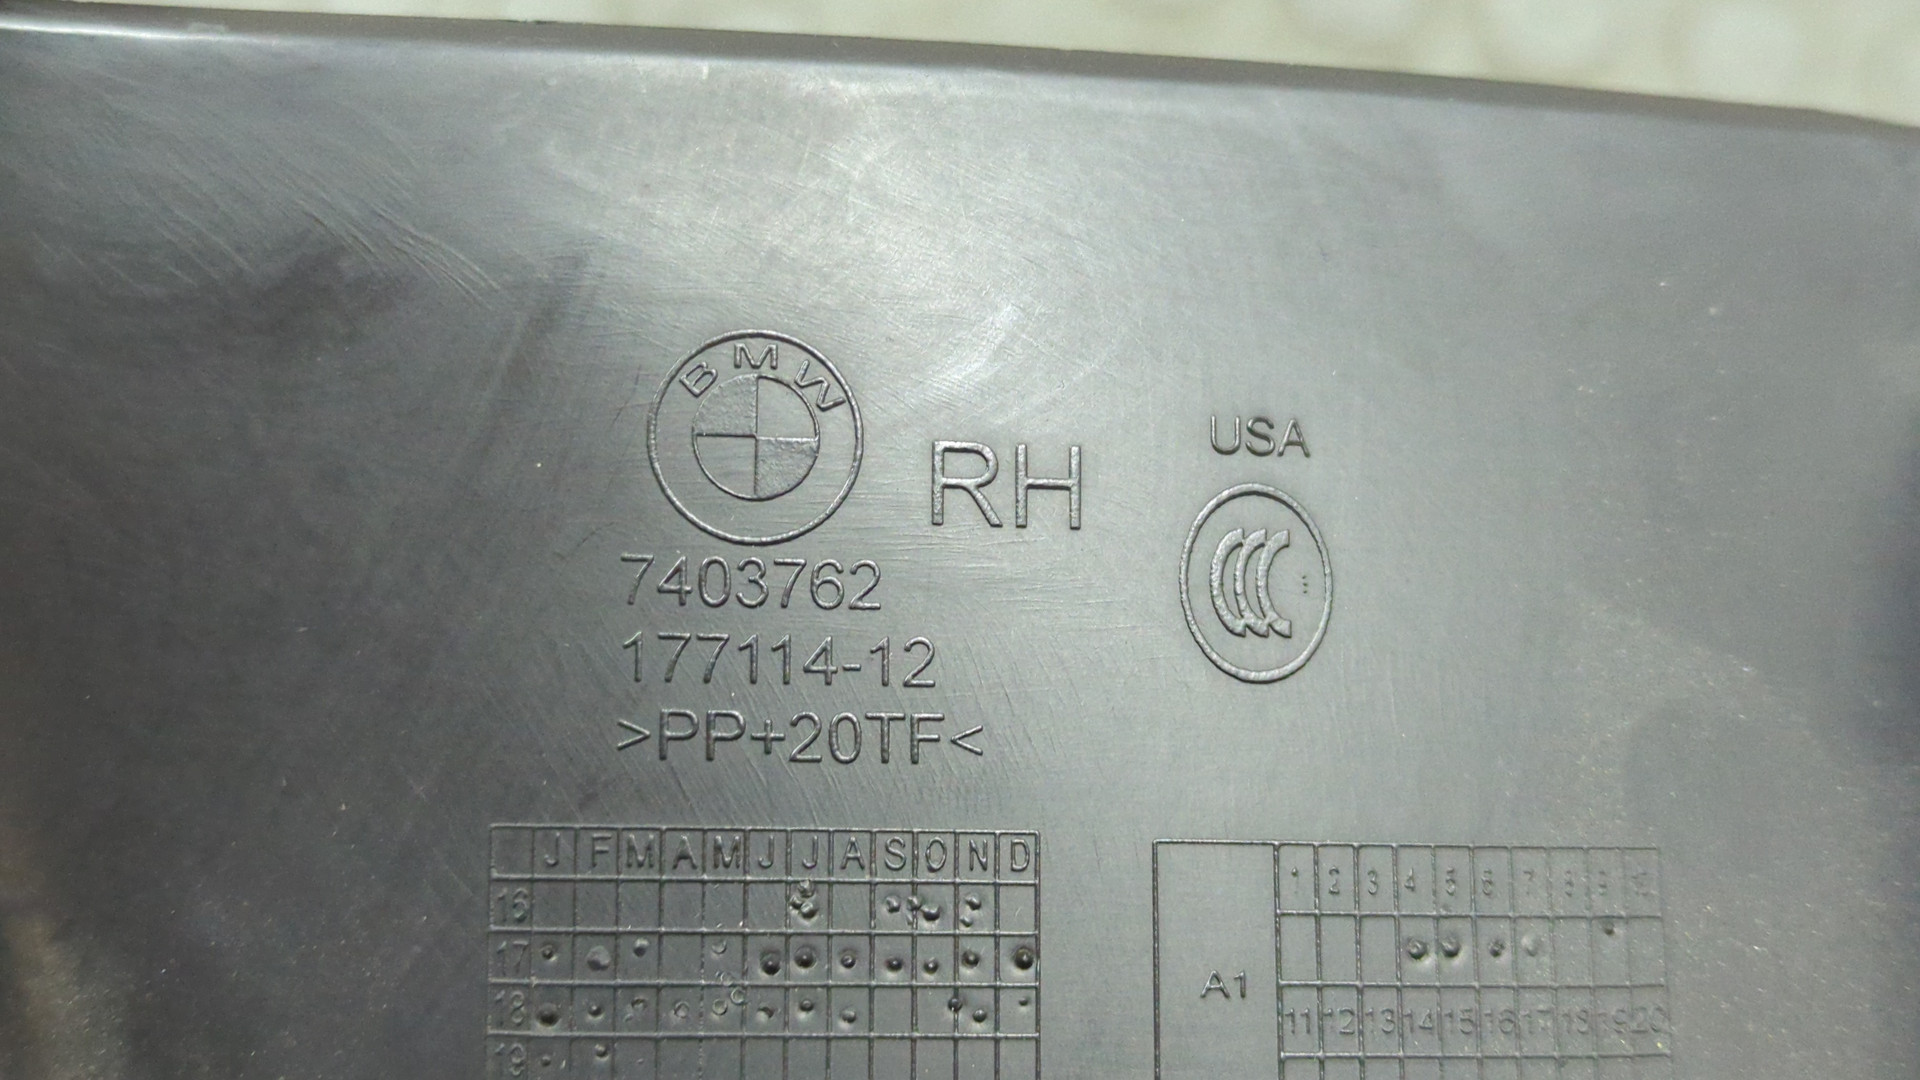 BMW
RH
USA
7403762
177114-12
>PP+20TF<
J F M A M J J A S O N D
16
17
18
19
A1
1 2 3 4 5 6 7 8 9
11 12 13 14 15 16 17 18 19 20